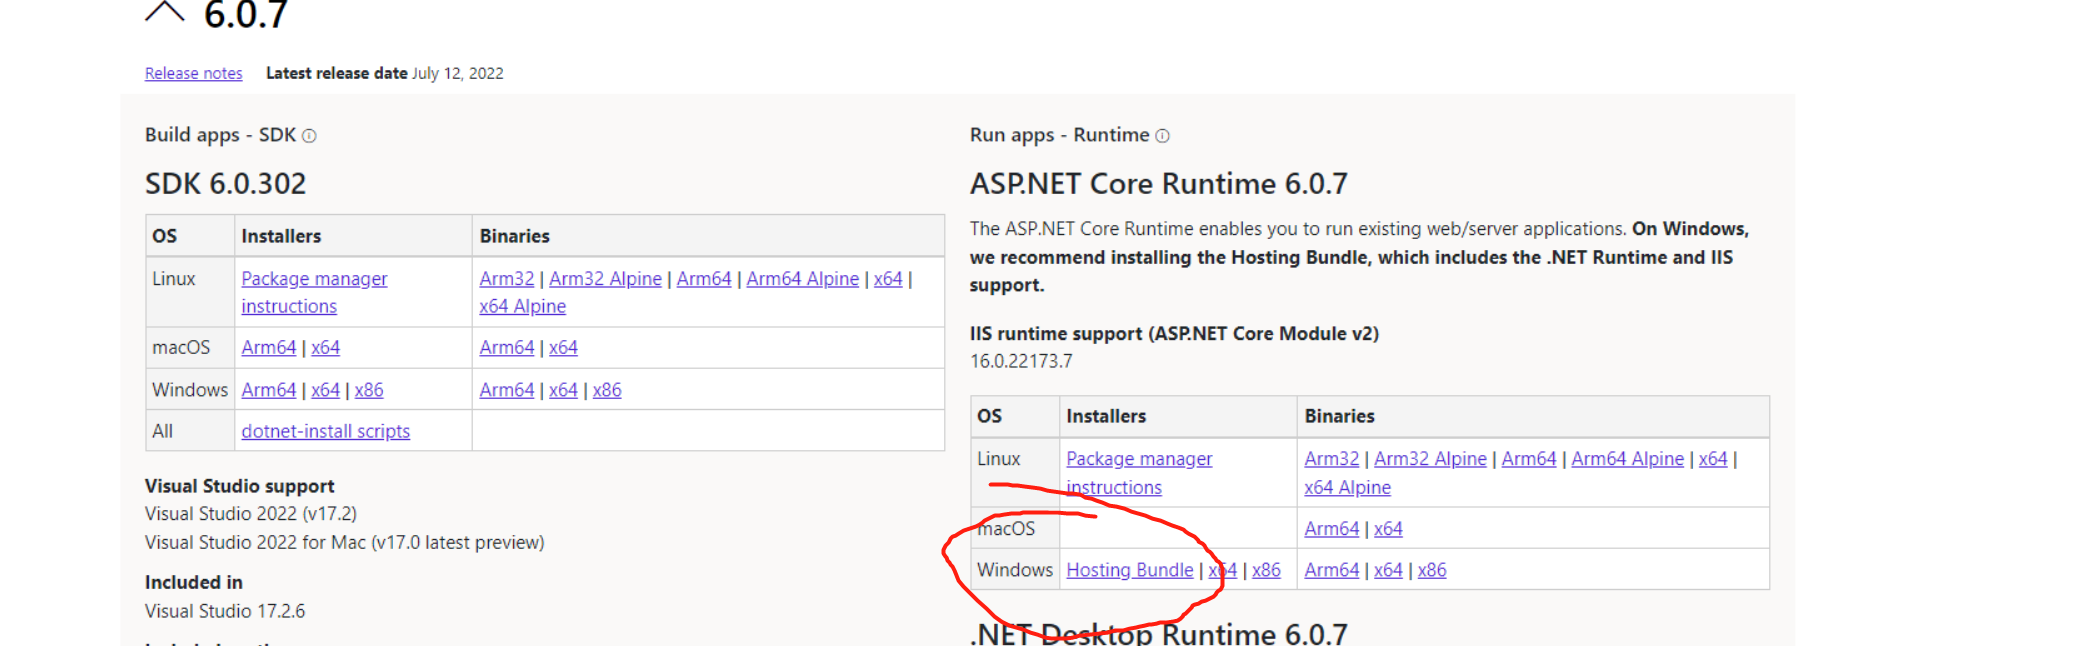 6.0.7
Release notes Latest release date July 12, 2022
Build apps - SDK
SDK 6.0.302
OS Installers Binaries
Linux Package manager instructions Arm32 | Arm32 Alpine | Arm64 | Arm64 Alpine | x64 | x64 Alpine
macOS Arm64 | x64 Arm64 | x64
Windows Arm64 | x64 | x86 Arm64 | x64 | x86
All dotnet-install scripts
Visual Studio support
Visual Studio 2022 (v17.2)
Visual Studio 2022 for Mac (v17.0 latest preview)
Included in
Visual Studio 17.2.6
Run apps - Runtime
ASP.NET Core Runtime 6.0.7
The ASP.NET Core Runtime enables you to run existing web/server applications. On Windows,
we recommend installing the Hosting Bundle, which includes the .NET Runtime and IIS
support.
IIS runtime support (ASP.NET Core Module v2)
16.0.22173.7
OS Installers Binaries
Linux Package manager instructions Arm32 | Arm32 Alpine | Arm64 | Arm64 Alpine | x64 | x64 Alpine
macOS Arm64 | x64
Windows Hosting Bundle | x64 | x86 Arm64 | x64 | x86
.NET Desktop Runtime 6.0.7